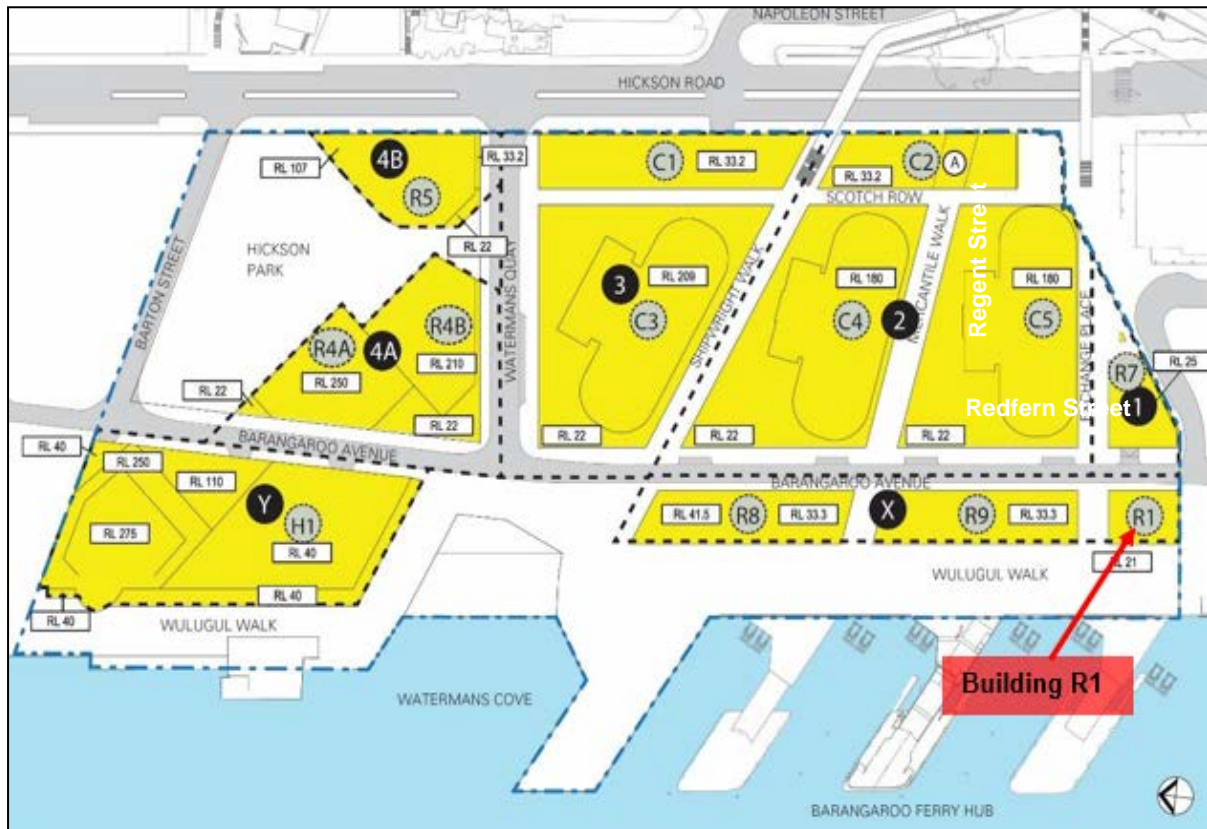 NAPOLEON STREET
HICKSON ROAD
RL 107
4B
R5
RL 33.2
RL 22
C1
RL 33.2
C2
A
RL 33.2
SCOTCH ROW
HICKSON
PARK
BARTON STREET
WATERMANS QUAY
3
RL 209
C3
SHIPWRIGHT WALK
RL 180
C4
2
MERCANTILE WALK
Regent Street
RL 180
C5
EXCHANGE PLACE
R7
RL 25
1
Redfern Street
R4A
4A
R4B
RL 250
RL 210
RL 22
RL 22
RL 22
RL 22
RL 22
BARANGAROO AVENUE
BARANGAROO AVENUE
RL 40
RL 250
RL 110
Y
H1
RL 275
RL 40
RL 40
RL 40
RL 41.5
R8
RL 33.3
X
R9
RL 33.3
R1
RL 21
WULUGUL WALK
WULUGUL WALK
Building R1
WATERMANS COVE
BARANGAROO FERRY HUB